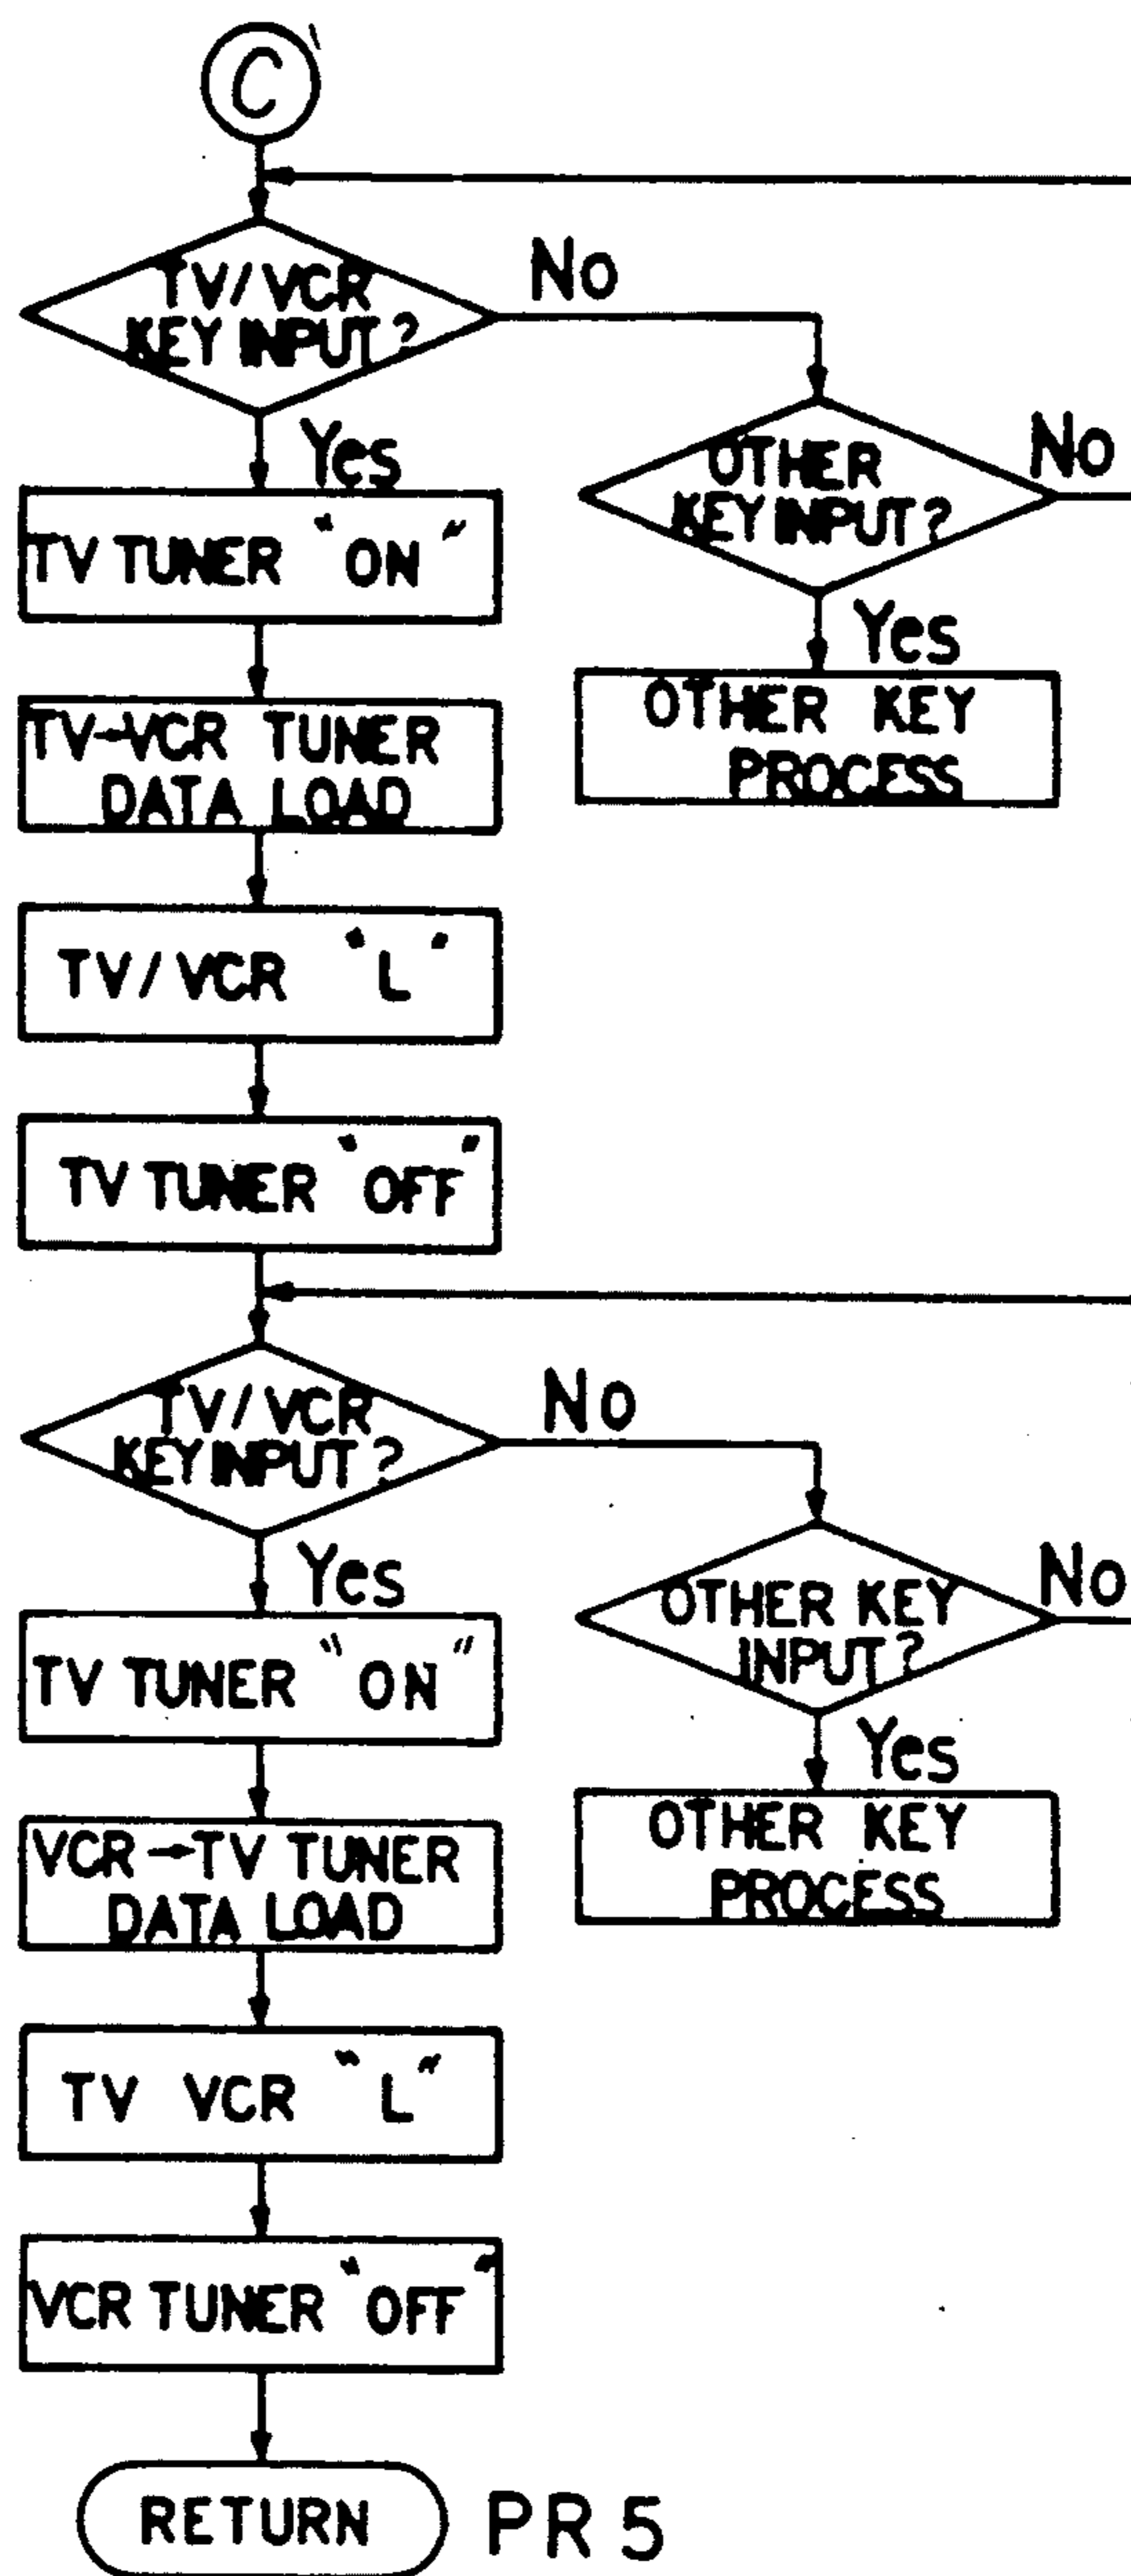 C
TV/VCR
KEY INPUT?
No
Yes
OTHER
KEY INPUT?
No
Yes
TV TUNER "ON"
OTHER KEY
PROCESS
TV→VCR TUNER
DATA LOAD
TV/VCR "L"
TV TUNER "OFF"
TV/VCR
KEY INPUT?
No
Yes
OTHER KEY
INPUT?
No
Yes
TV TUNER "ON"
OTHER KEY
PROCESS
VCR→TV TUNER
DATA LOAD
TV VCR "L"
VCR TUNER "OFF"
RETURN PR5